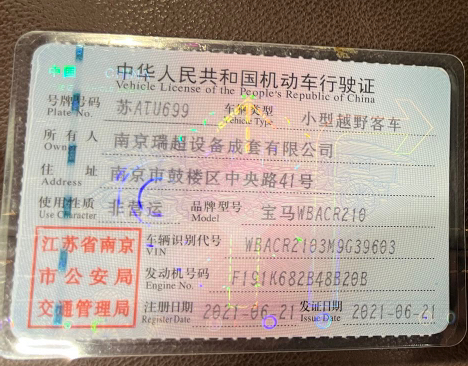 中华人民共和国机动车行驶证
Vehicle License of the People's Republic of China
号牌号码 苏ATU699 车辆类型 小型越野客车
Plate No. Vehicle Type
所有人 南京瑞超设备成套有限公司
Owner
住址 南京市鼓楼区中央路41号
Address
使用性质 非营运 品牌型号 宝马WBACR210
Use Character Model
江苏省南京市公安局交通管理局
车辆识别代号 WBACR2103M9G39603
VIN
发动机号码 F191K682B48B20B
Engine No.
注册日期 2021-06-21 发证日期 2021-06-21
Register Date Issue Date